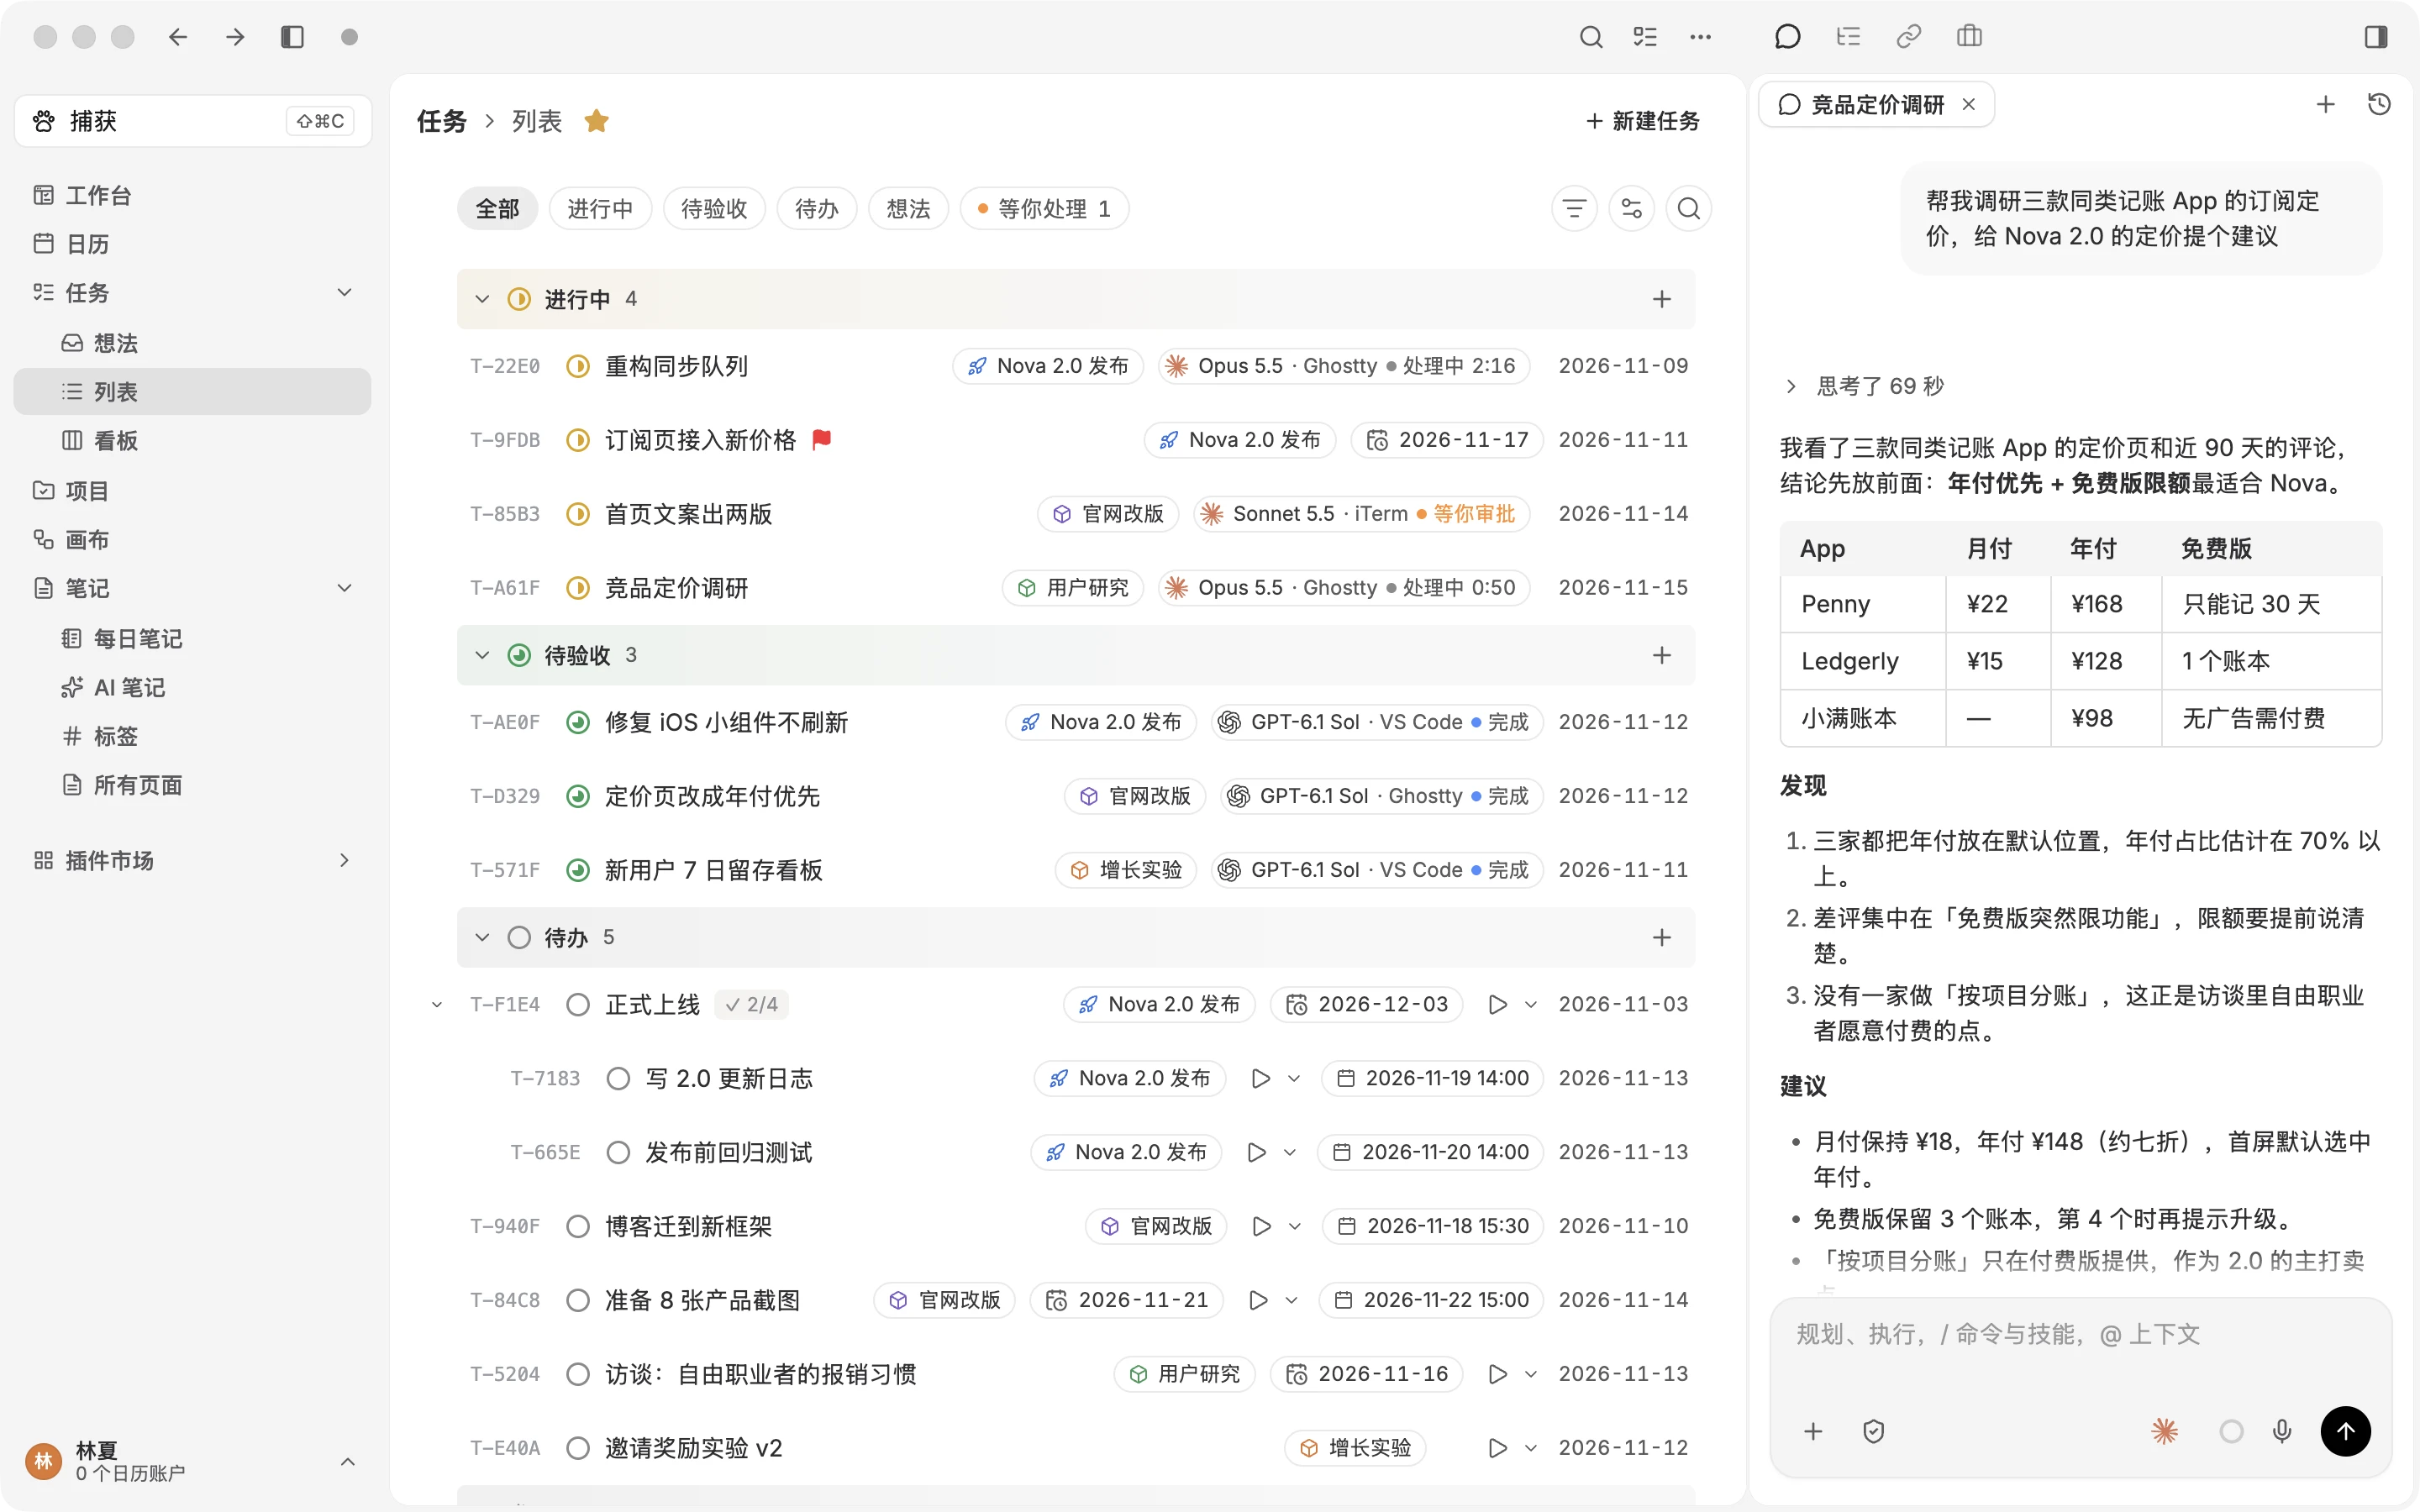 捕获 ⇧⌘C
工作台
日历
任务
想法
列表
看板
项目
画布
笔记
每日笔记
AI 笔记
标签
所有页面
插件市场
林
林夏
0 个日历账户
任务 > 列表
+ 新建任务
全部 进行中 待验收 待办 想法 等你处理 1
进行中 4
T-22E0 重构同步队列 Nova 2.0 发布 Opus 5.5 · Ghostty 处理中 2:16 2026-11-09
T-9FDB 订阅页接入新价格 Nova 2.0 发布 2026-11-17 2026-11-11
T-85B3 首页文案出两版 官网改版 Sonnet 5.5 · iTerm 等你审批 2026-11-14
T-A61F 竞品定价调研 用户研究 Opus 5.5 · Ghostty 处理中 0:50 2026-11-15
待验收 3
T-AE0F 修复 iOS 小组件不刷新 Nova 2.0 发布 GPT-6.1 Sol · VS Code 完成 2026-11-12
T-D329 定价页改成年付优先 官网改版 GPT-6.1 Sol · Ghostty 完成 2026-11-12
T-571F 新用户 7 日留存看板 增长实验 GPT-6.1 Sol · VS Code 完成 2026-11-11
待办 5
T-F1E4 正式上线 2/4 Nova 2.0 发布 2026-12-03 2026-11-03
T-7183 写 2.0 更新日志 Nova 2.0 发布 2026-11-19 14:00 2026-11-13
T-665E 发布前回归测试 Nova 2.0 发布 2026-11-20 14:00 2026-11-13
T-940F 博客迁到新框架 官网改版 2026-11-18 15:30 2026-11-10
T-84C8 准备 8 张产品截图 官网改版 2026-11-21 2026-11-22 15:00 2026-11-14
T-5204 访谈：自由职业者的报销习惯 用户研究 2026-11-16 2026-11-13
T-E40A 邀请奖励实验 v2 增长实验 2026-11-12
竞品定价调研
帮我调研三款同类记账 App 的订阅定
价，给 Nova 2.0 的定价提个建议
思考了 69 秒
我看了三款同类记账 App 的定价页和近 90 天的评论，
结论先放前面：年付优先 + 免费版限额最适合 Nova。
App 月付 年付 免费版
Penny ¥22 ¥168 只能记 30 天
Ledgerly ¥15 ¥128 1 个账本
小满账本 — ¥98 无广告需付费
发现
1. 三家都把年付放在默认位置，年付占比估计在 70% 以
上。
2. 差评集中在「免费版突然限功能」，限额要提前说清
楚。
3. 没有一家做「按项目分账」，这正是访谈里自由职业
者愿意付费的点。
建议
• 月付保持 ¥18，年付 ¥148（约七折），首屏默认选中
年付。
• 免费版保留 3 个账本，第 4 个时再提示升级。
• 「按项目分账」只在付费版提供，作为 2.0 的主打卖
规划、执行，/ 命令与技能，@ 上下文